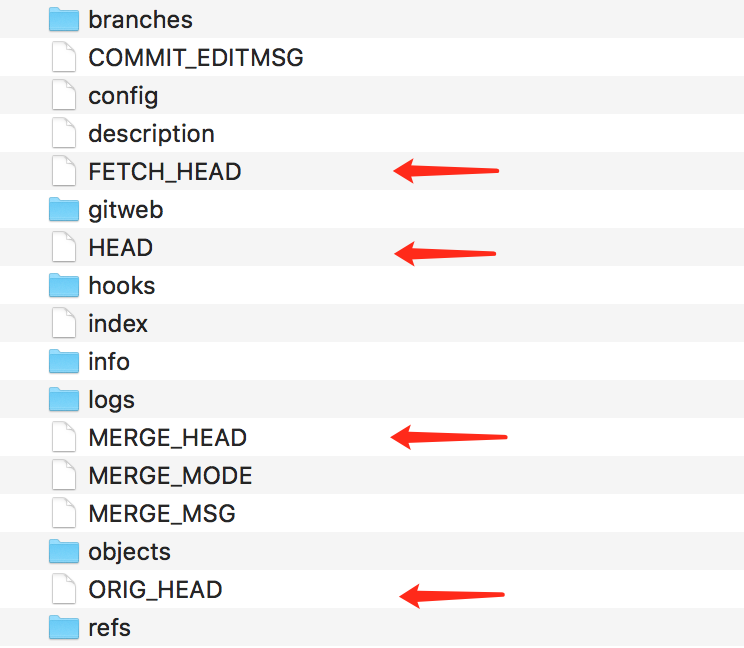 branches
COMMIT_EDITMSG
config
description
FETCH_HEAD
gitweb
HEAD
hooks
index
info
logs
MERGE_HEAD
MERGE_MODE
MERGE_MSG
objects
ORIG_HEAD
refs